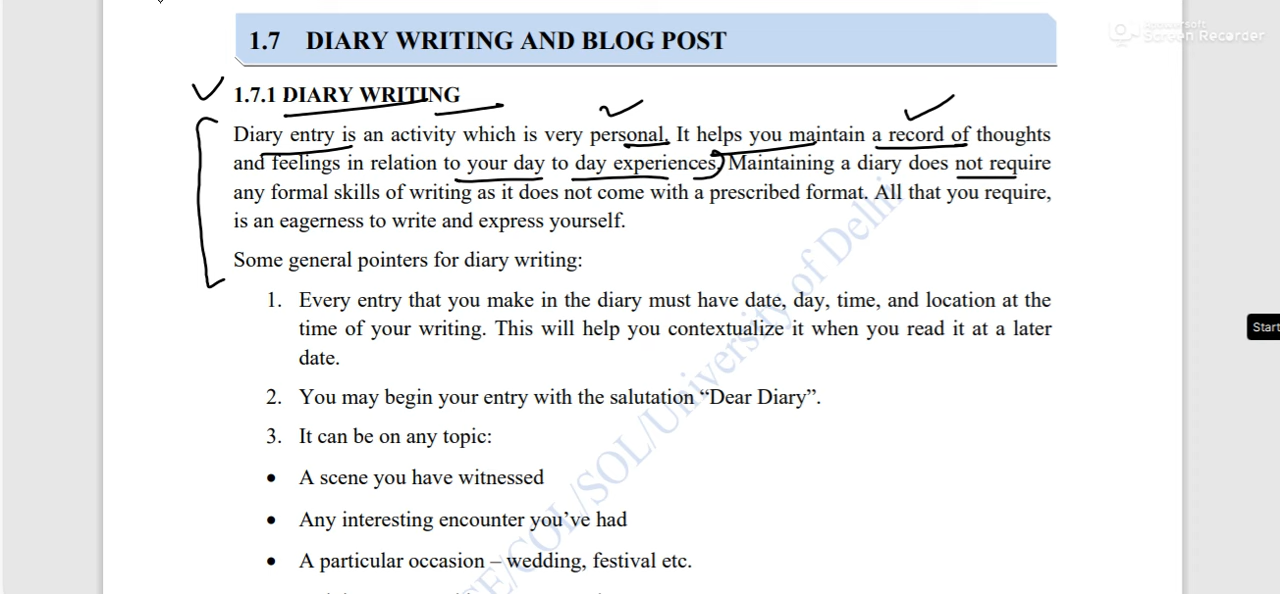 Apowersoft
Screen Recorder
1.7 DIARY WRITING AND BLOG POST
1.7.1 DIARY WRITING
Diary entry is an activity which is very personal. It helps you maintain a record of thoughts
and feelings in relation to your day to day experiences. Maintaining a diary does not require
any formal skills of writing as it does not come with a prescribed format. All that you require,
is an eagerness to write and express yourself.
Some general pointers for diary writing:
1. Every entry that you make in the diary must have date, day, time, and location at the
time of your writing. This will help you contextualize it when you read it at a later
date.
Start
2. You may begin your entry with the salutation “Dear Diary”.
3. It can be on any topic:
• A scene you have witnessed
• Any interesting encounter you’ve had
• A particular occasion – wedding, festival etc.
/COL/SOL/University of Delhi